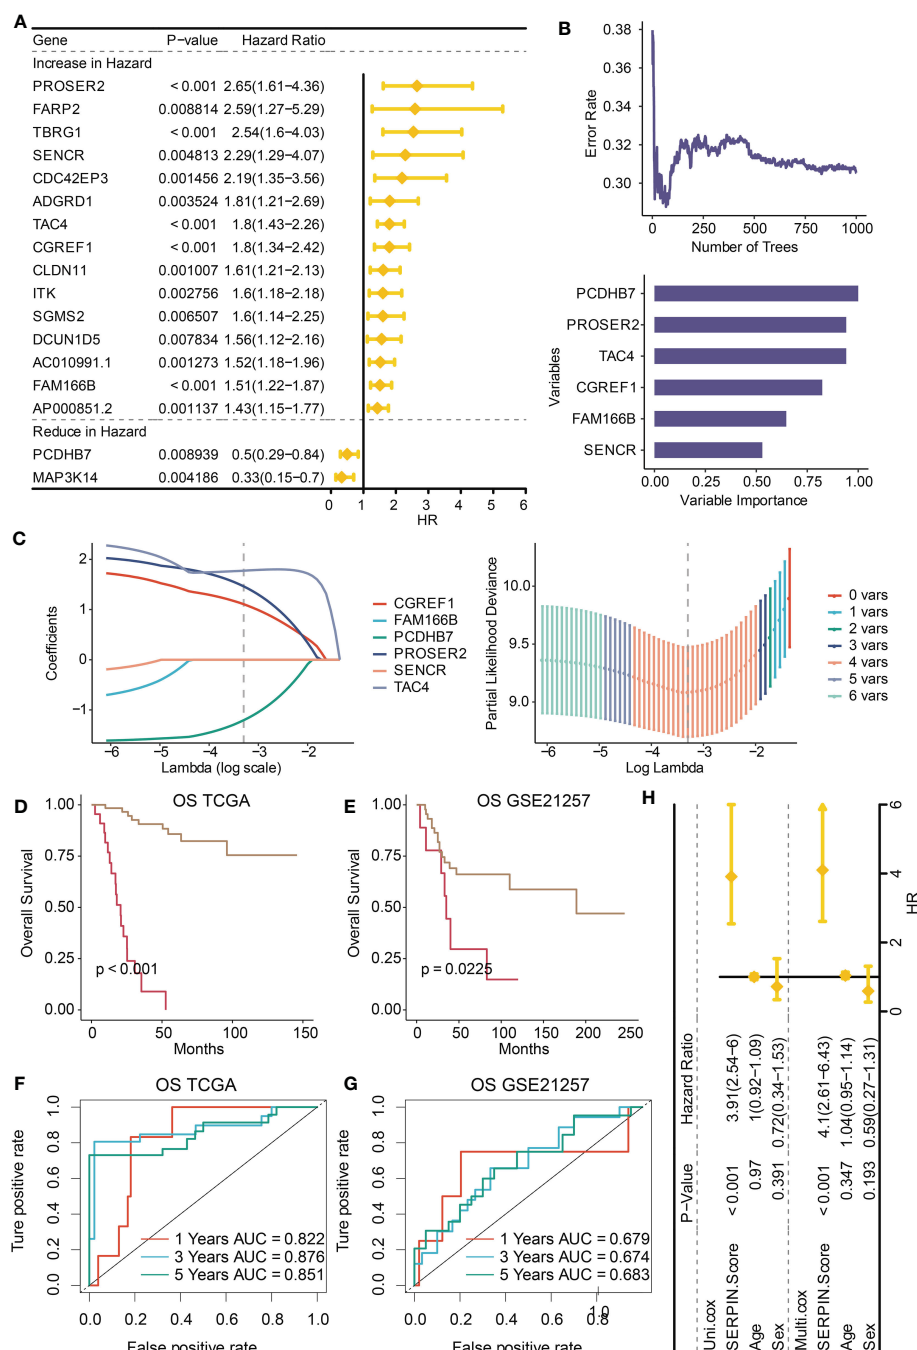 A
Gene P−value Hazard Ratio
Increase in Hazard
PROSER2 <0.001 2.65(1.61−4.36)
FARP2 0.008814 2.59(1.27−5.29)
TBRG1 <0.001 2.54(1.6−4.03)
SENCR 0.004813 2.29(1.29−4.07)
CDC42EP3 0.001456 2.19(1.35−3.56)
ADGRD1 0.003524 1.81(1.21−2.69)
TAC4 <0.001 1.8(1.43−2.26)
CGREF1 <0.001 1.8(1.34−2.42)
CLDN11 0.001007 1.61(1.21−2.13)
ITK 0.002756 1.6(1.18−2.18)
SGMS2 0.006507 1.6(1.14−2.25)
DCUN1D5 0.007834 1.56(1.12−2.16)
AC010991.1 0.001273 1.52(1.18−1.96)
FAM166B <0.001 1.51(1.22−1.87)
AP000851.2 0.001137 1.43(1.15−1.77)
Reduce in Hazard
PCDHB7 0.008939 0.5(0.29−0.84)
MAP3K14 0.004186 0.33(0.15−0.7)
0 1 2 3 4 5 6
HR
B
Error Rate
0.38
0.36
0.34
0.32
0.30
0 250 500 750 1000
Number of Trees
Variables
PCDHB7
PROSER2
TAC4
CGREF1
FAM166B
SENCR
0.00 0.25 0.50 0.75 1.00
Variable Importance
C
Coefficients
2
1
0
−1
−6 −5 −4 −3 −2
Lambda (log scale)
CGREF1
FAM166B
PCDHB7
PROSER2
SENCR
TAC4
Partial Likelihood Deviance
10.0
9.5
9.0
−6 −5 −4 −3 −2
Log Lambda
0 vars
1 vars
2 vars
3 vars
4 vars
5 vars
6 vars
D
OS TCGA
Overall Survival
1.00
0.75
0.50
0.25
0.00
p < 0.001
0 50 100 150
Months
E
OS GSE21257
Overall Survival
1.00
0.75
0.50
0.25
0.00
p = 0.0225
0 50 100 150 200 250
Months
F
OS TCGA
Ture positive rate
1.0
0.8
0.6
0.4
0.2
0.0
1 Years AUC = 0.822
3 Years AUC = 0.876
5 Years AUC = 0.851
0.0 0.2 0.4 0.6 0.8 1.0
False positive rate
G
OS GSE21257
Ture positive rate
1.0
0.8
0.6
0.4
0.2
0.0
1 Years AUC = 0.679
3 Years AUC = 0.674
5 Years AUC = 0.683
0.0 0.2 0.4 0.6 0.8 1.0
False positive rate
H
P−Value Hazard Ratio
Uni.cox
SERPIN.Score <0.001 3.91(2.54−6)
Age 0.97 1(0.92−1.09)
Sex 0.391 0.72(0.34−1.53)
Multi.cox
SERPIN.Score <0.001 4.1(2.61−6.43)
Age 0.347 1.04(0.95−1.14)
Sex 0.193 0.59(0.27−1.31)
0 2 4 6
HR